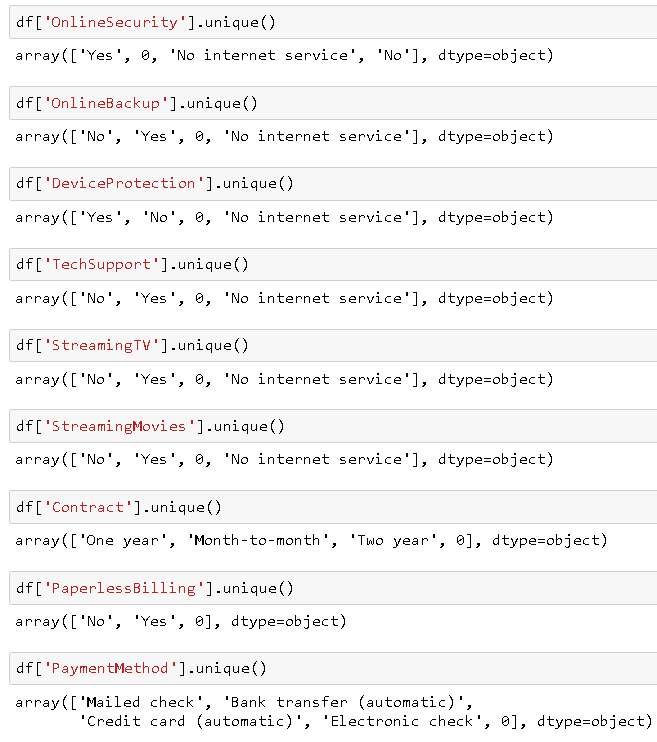 df['OnlineSecurity'].unique()
array(['Yes', 0, 'No internet service', 'No'], dtype=object)
df['OnlineBackup'].unique()
array(['No', 'Yes', 0, 'No internet service'], dtype=object)
df['DeviceProtection'].unique()
array(['Yes', 'No', 0, 'No internet service'], dtype=object)
df['TechSupport'].unique()
array(['No', 'Yes', 0, 'No internet service'], dtype=object)
df['StreamingTV'].unique()
array(['No', 'Yes', 0, 'No internet service'], dtype=object)
df['StreamingMovies'].unique()
array(['No', 'Yes', 0, 'No internet service'], dtype=object)
df['Contract'].unique()
array(['One year', 'Month-to-month', 'Two year', 0], dtype=object)
df['PaperlessBilling'].unique()
array(['No', 'Yes', 0], dtype=object)
df['PaymentMethod'].unique()
array(['Mailed check', 'Bank transfer (automatic)',
'Credit card (automatic)', 'Electronic check', 0], dtype=object)